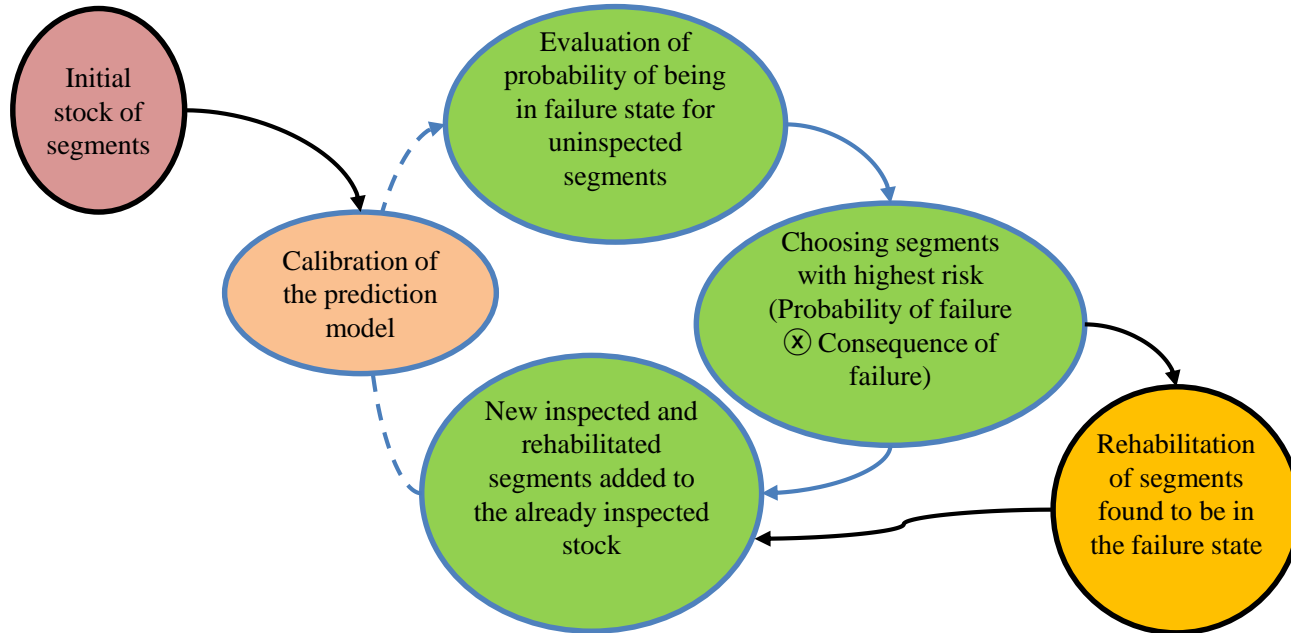 Initial
stock of
segments
Evaluation of
probability of being
in failure state for
uninspected
segments
Calibration of
the prediction
model
Choosing segments
with highest risk
(Probability of failure
ⓧ Consequence of
failure)
New inspected and
rehabilitated
segments added to
the already inspected
stock
Rehabilitation
of segments
found to be in
the failure state